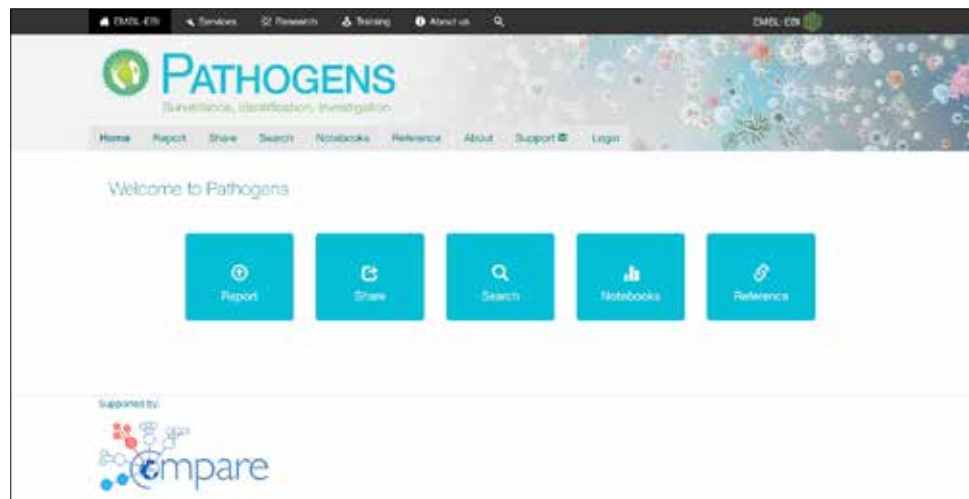 EMBL-EBI Services Research Training About us EMBL-EBI
PATHOGENS
Surveillance, Identification, Investigation
Home Report Share Search Notebooks Reference About Support Login
Welcome to Pathogens
Report Share Search Notebooks Reference
Supported by:
compare